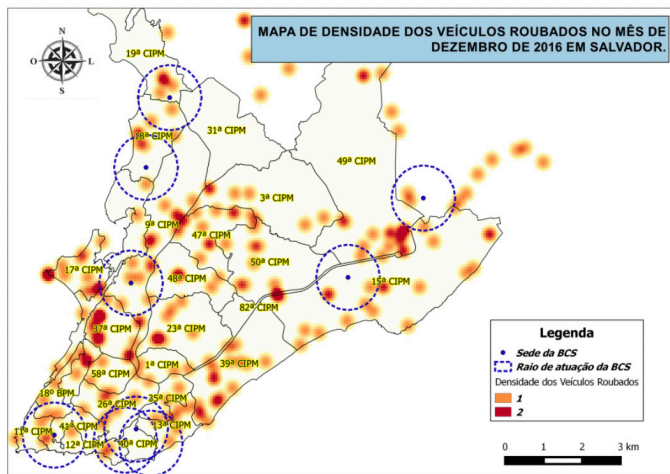 MAPA DE DENSIDADE DOS VEÍCULOS ROUBADOS NO MÊS DE
DEZEMBRO DE 2016 EM SALVADOR.
N
O L
S
19ª CIPM
18ª CIPM
31ª CIPM
49ª CIPM
3ª CIPM
9ª CIPM
47ª CIPM
50ª CIPM
17ª CIPM
48ª CIPM
15ª CIPM
82ª CIPM
37ª CIPM
23ª CIPM
1ª CIPM
39ª CIPM
58ª CIPM
18º BPM
26ª CIPM
35ª CIPM
11ª CIPM
41ª CIPM
13ª CIPM
12ª CIPM
40ª CIPM
Legenda
Sede da BCS
Raio de atuação da BCS
Densidade dos Veículos Roubados
1
2
0 1 2 3 km